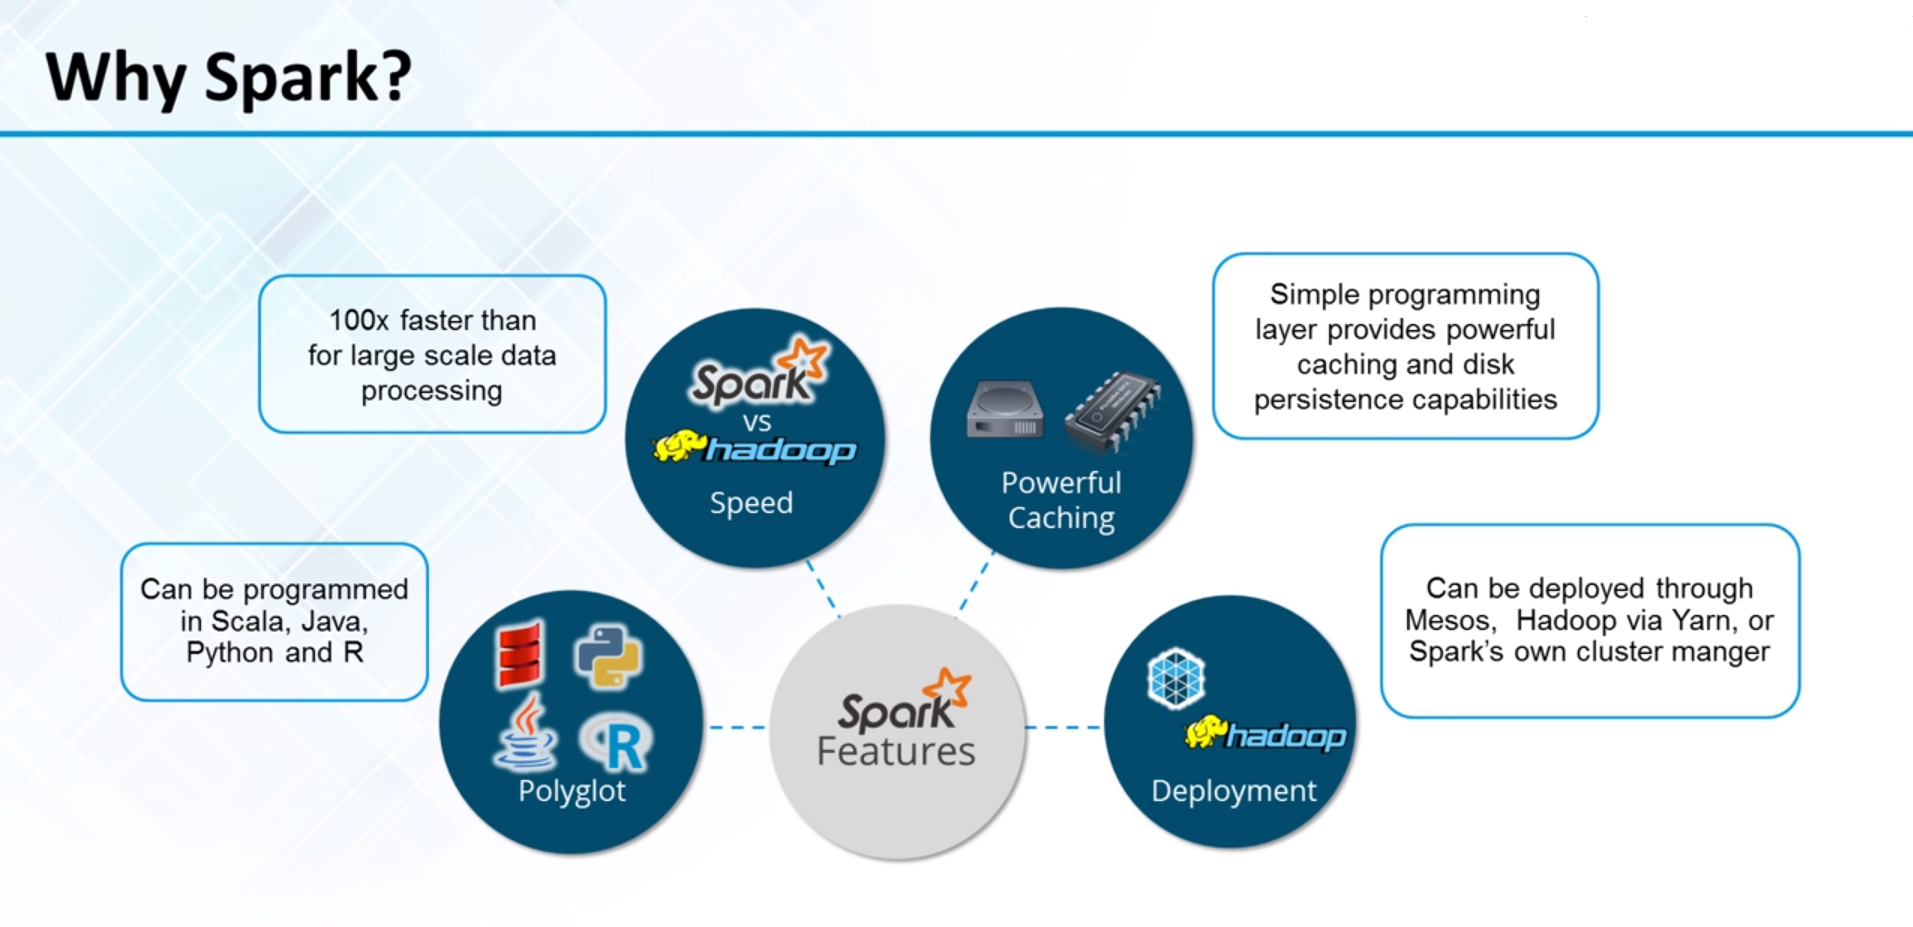 Why Spark?
100x faster than
for large scale data
processing
Spark
vs
hadoop
Speed
Powerful
Caching
Simple programming
layer provides powerful
caching and disk
persistence capabilities
Can be programmed
in Scala, Java,
Python and R
R
Polyglot
Spark
Features
hadoop
Deployment
Can be deployed through
Mesos, Hadoop via Yarn, or
Spark's own cluster manger